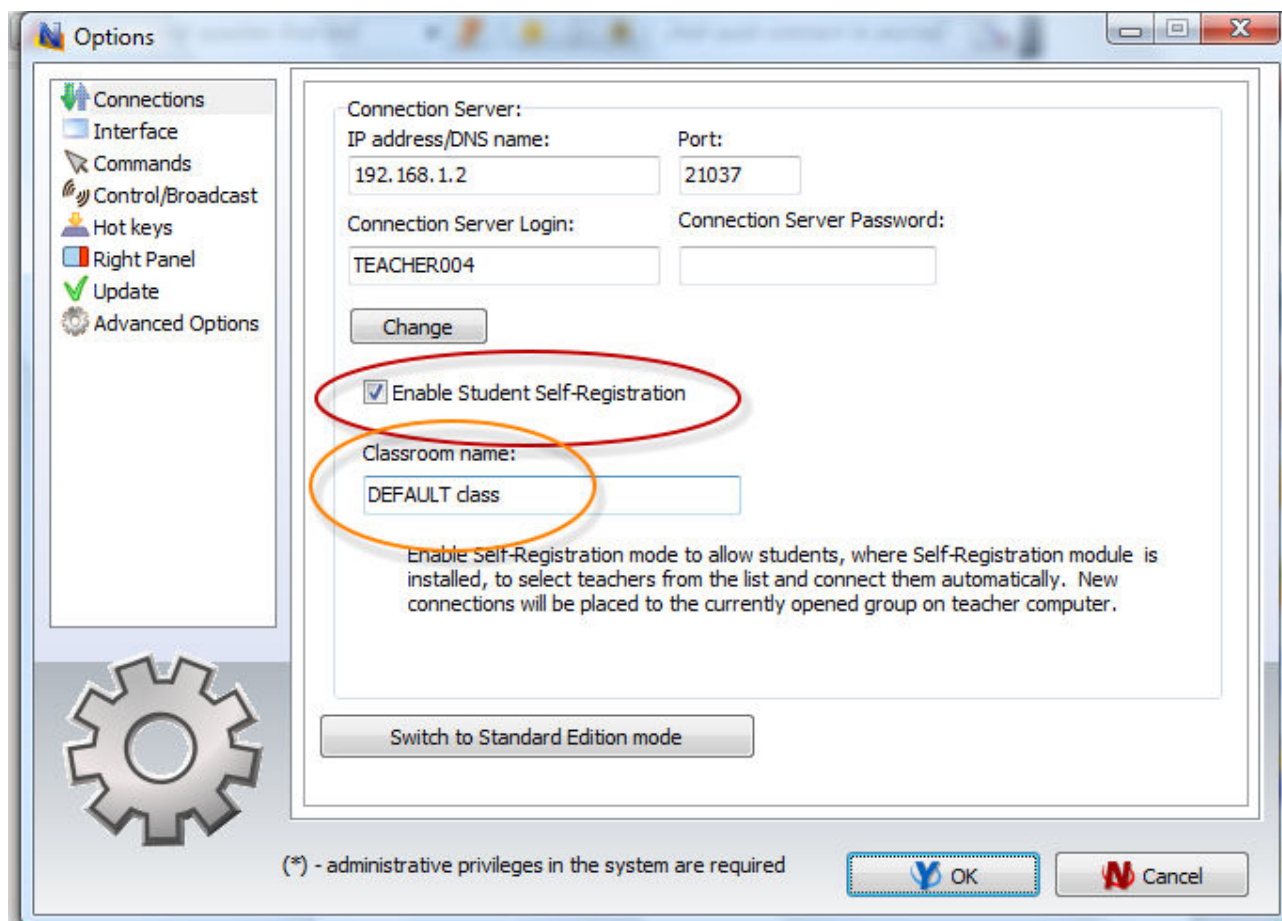 Options
Connections
Interface
Commands
Control/Broadcast
Hot keys
Right Panel
Update
Advanced Options
Connection Server:
IP address/DNS name: Port:
192.168.1.2 21037
Connection Server Login: Connection Server Password:
TEACHER004
Change
Enable Student Self-Registration
Classroom name:
DEFAULT class
Enable Self-Registration mode to allow students, where Self-Registration module is
installed, to select teachers from the list and connect them automatically. New
connections will be placed to the currently opened group on teacher computer.
Switch to Standard Edition mode
(*) - administrative privileges in the system are required
OK Cancel